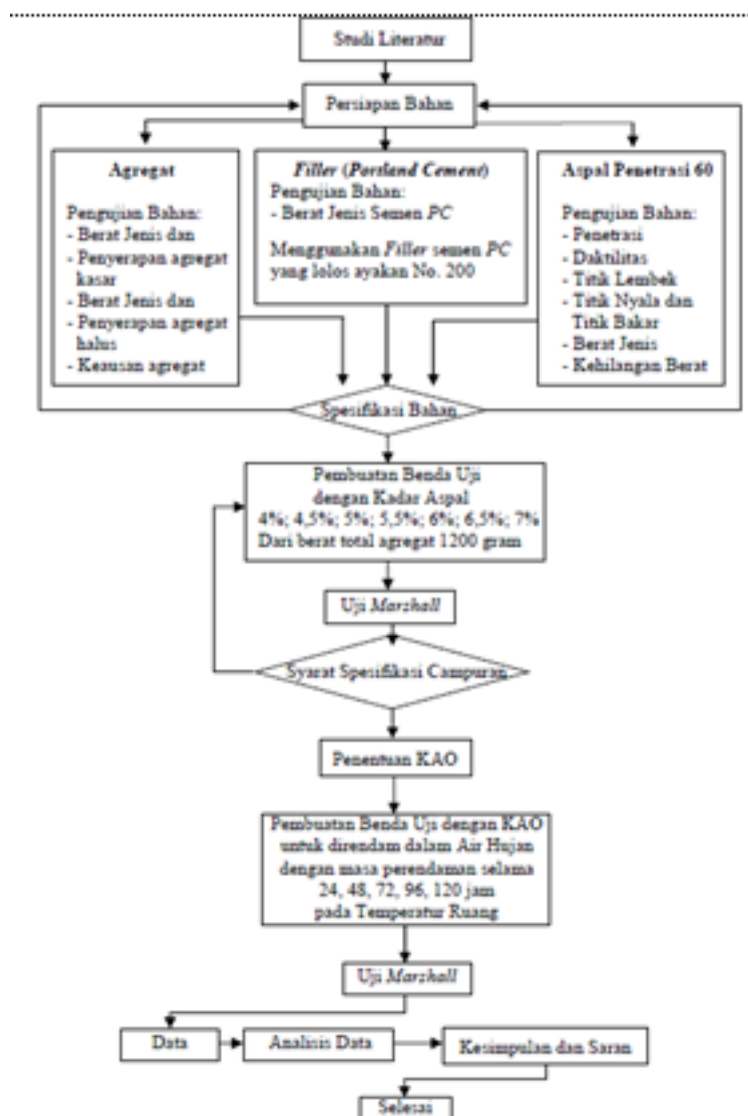 Studi Literatur
Persiapan Bahan
Agregat
Pengujian Bahan:
- Berat Jenis dan
- Penyerapan agregat
kasar
- Berat Jenis dan
- Penyerapan agregat
halus
- Keausan agregat
Filler (Portland Cement)
Pengujian Bahan:
- Berat Jenis Semen PC
Menggunakan Filler semen PC
yang lolos ayakan No. 200
Aspal Penetrasi 60
Pengujian Bahan:
- Penetrasi
- Daktilitas
- Titik Lembek
- Titik Nyala dan
Titik Bakar
- Berat Jenis
- Kehilangan Berat
Spesifikasi Bahan
Pembuatan Benda Uji
dengan Kadar Aspal
4%; 4,5%; 5%; 5,5%; 6%; 6,5%; 7%
Dari berat total agregat 1200 gram
Uji Marshall
Syarat Spesifikasi Campuran
Penentuan KAO
Pembuatan Benda Uji dengan KAO
untuk direndam dalam Air Hujan
dengan masa perendaman selama
24, 48, 72, 96, 120 jam
pada Temperatur Ruang
Uji Marshall
Data
Analisis Data
Kesimpulan dan Saran
Selesai